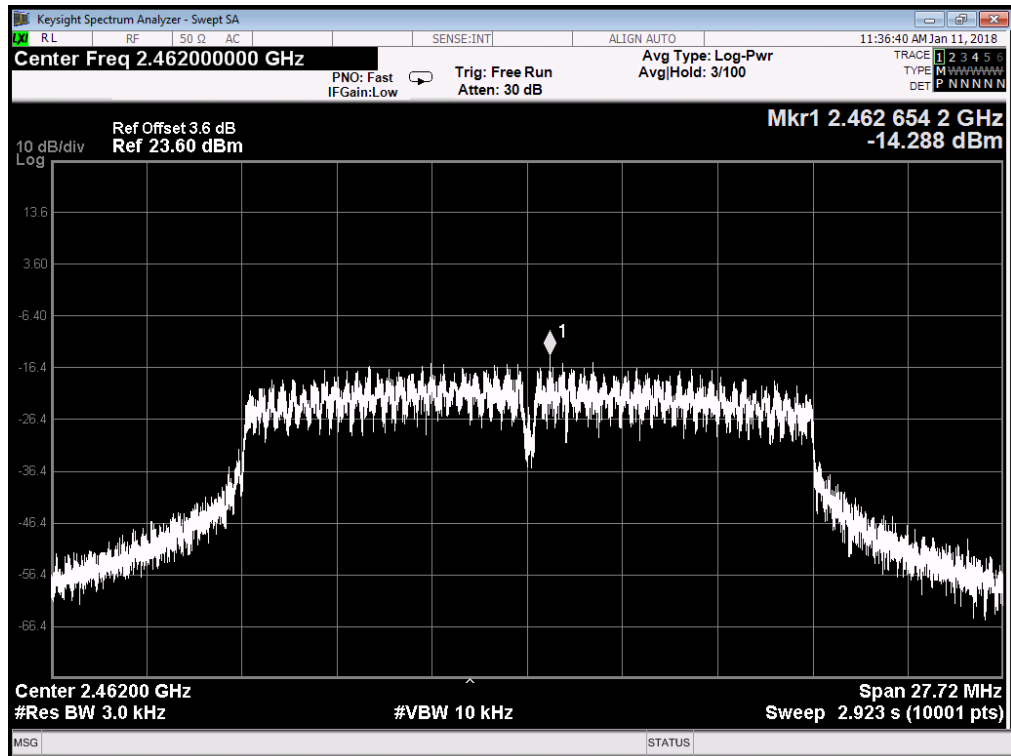 Keysight Spectrum Analyzer - Swept SA
LXI RL RF 50 Ω AC SENSE:INT ALIGN AUTO 11:36:40 AM Jan 11, 2018
Center Freq 2.462000000 GHz
PNO: Fast
IFGain:Low
Trig: Free Run
Atten: 30 dB
Avg Type: Log-Pwr
Avg|Hold: 3/100
TRACE 1 2 3 4 5 6
TYPE M WWWWW
DET P N N N N N
Mkr1 2.462 654 2 GHz
-14.288 dBm
Ref Offset 3.6 dB
10 dB/div Ref 23.60 dBm
Log
13.6
3.60
-6.40
1
-16.4
-26.4
-36.4
-46.4
-56.4
-66.4
Center 2.46200 GHz Span 27.72 MHz
#Res BW 3.0 kHz #VBW 10 kHz Sweep 2.923 s (10001 pts)
MSG STATUS